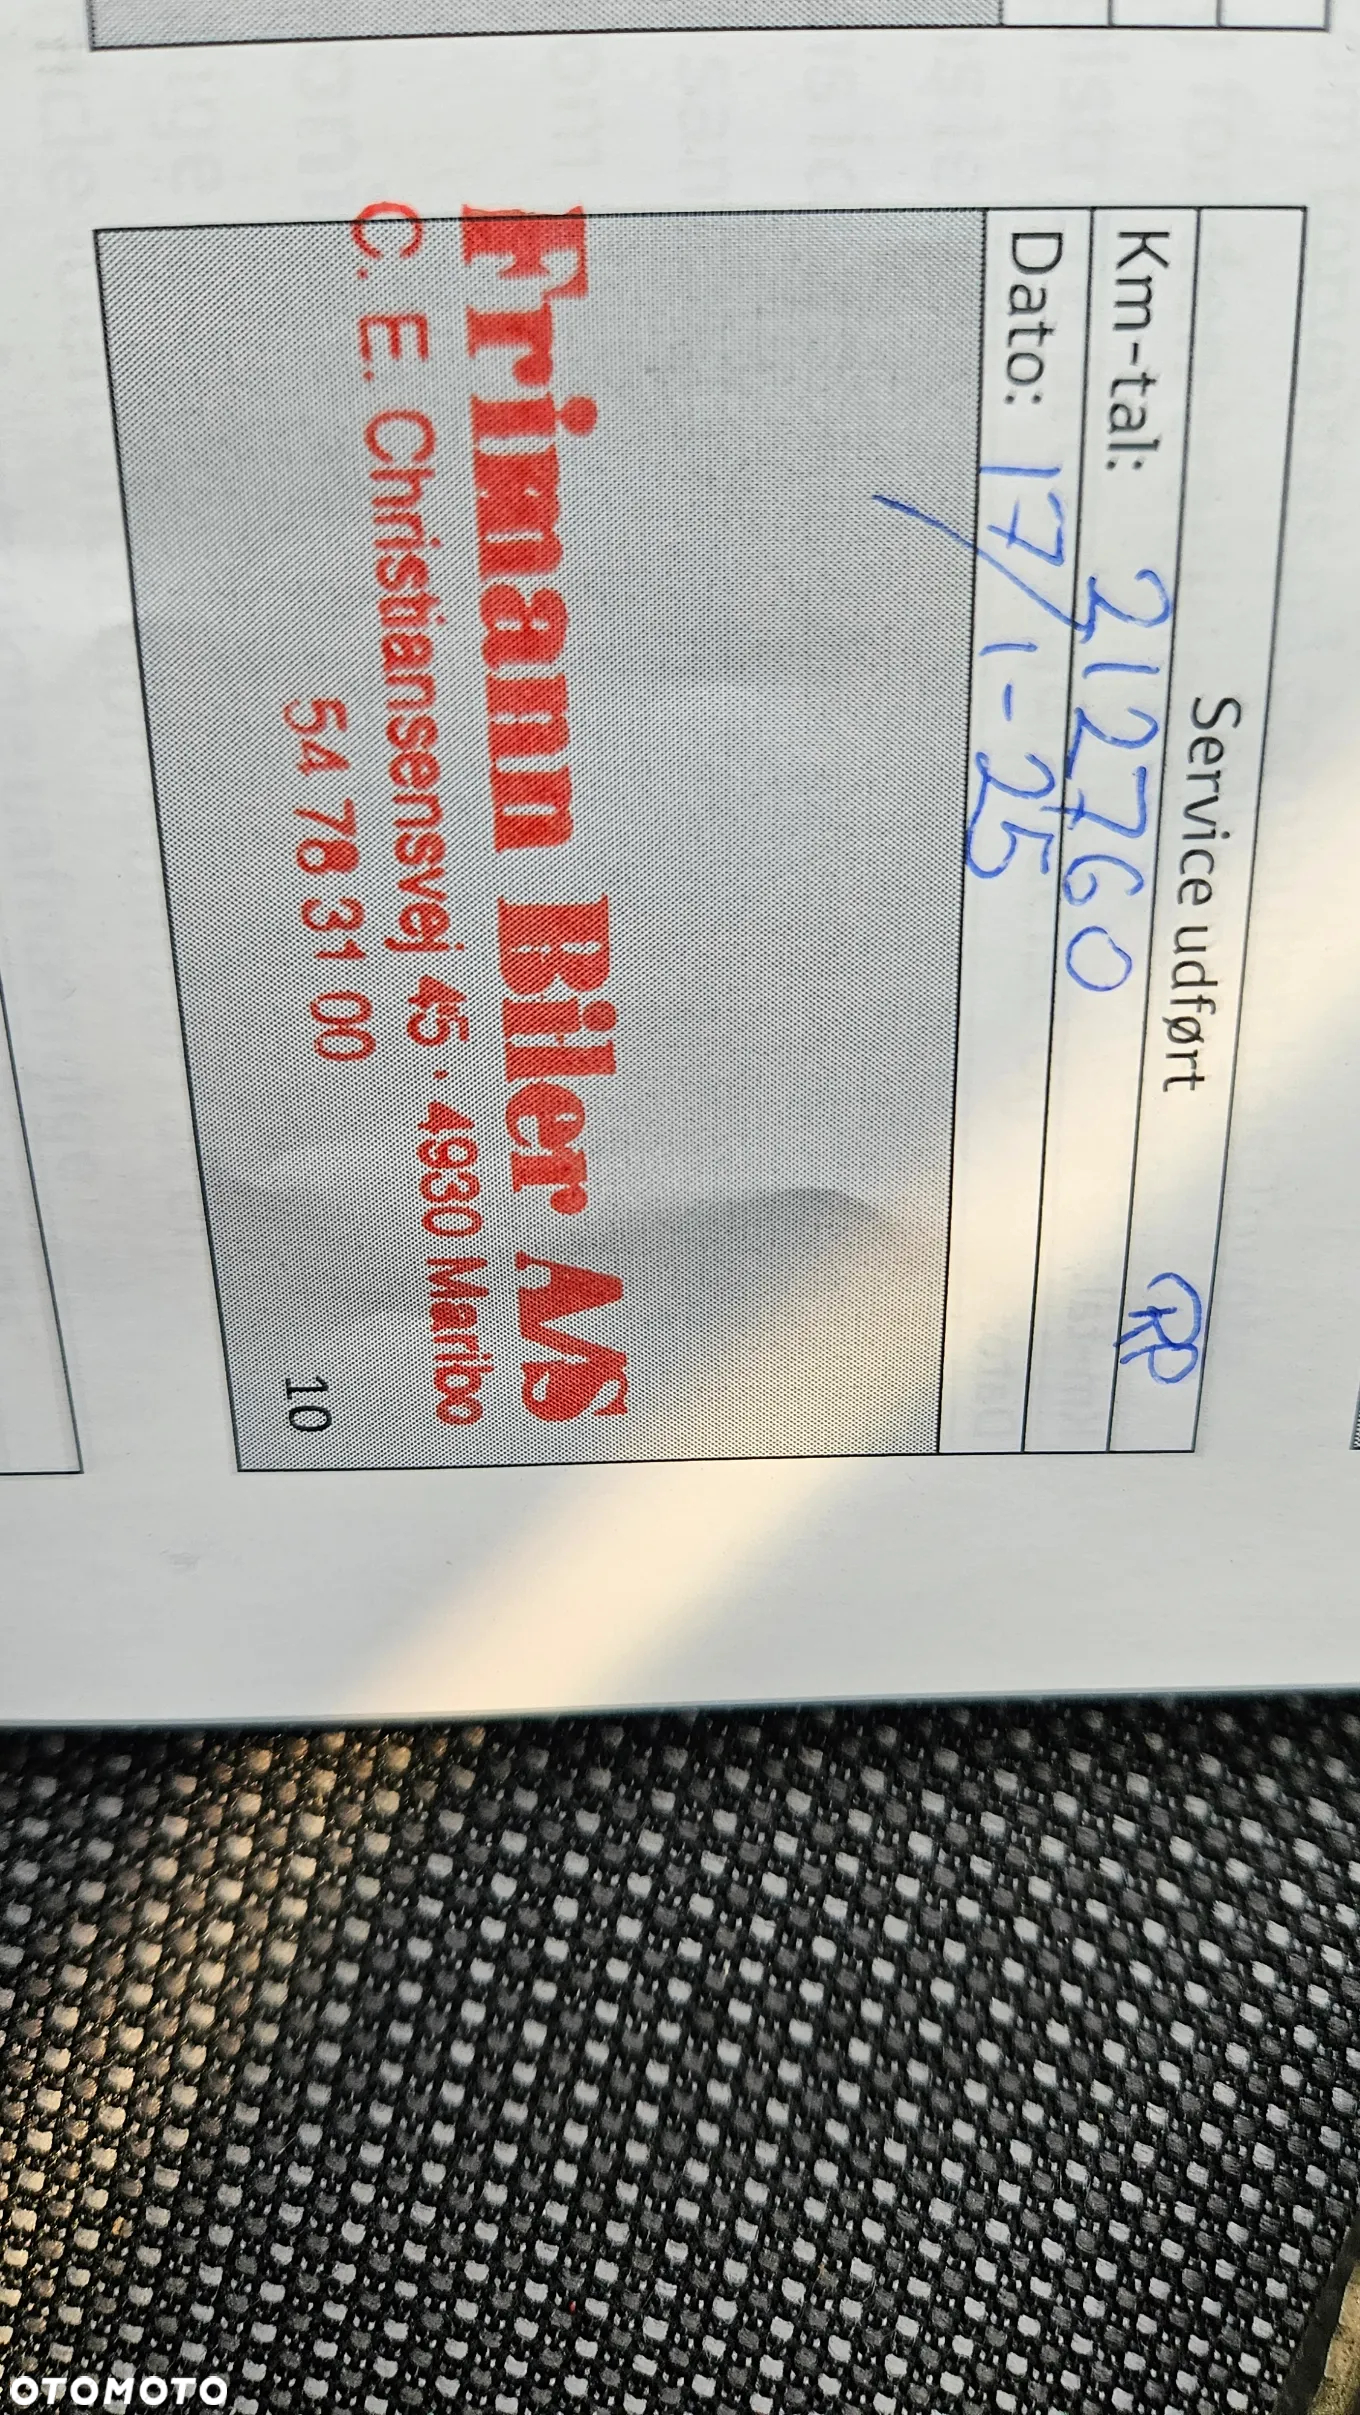 Service udført
Km-tal: 212760
Dato: 17/1-25
Frimann Biler A/S
C. E. Christiansensvej 45 . 4930 Maribo
54 78 31 00
10
OTOMOTO